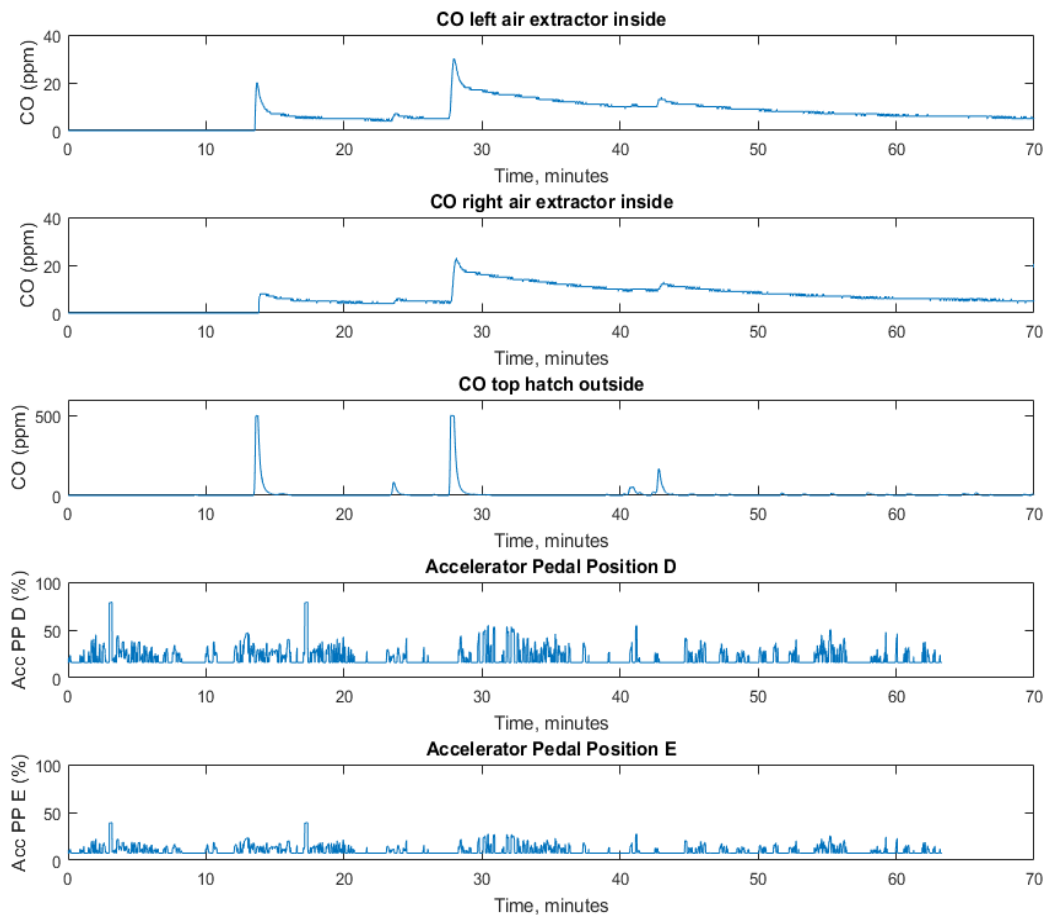 CO left air extractor inside
CO (ppm)
40
20
0
0 10 20 30 40 50 60 70
Time, minutes
CO right air extractor inside
CO (ppm)
40
20
0
0 10 20 30 40 50 60 70
Time, minutes
CO top hatch outside
CO (ppm)
500
0
0 10 20 30 40 50 60 70
Time, minutes
Accelerator Pedal Position D
Acc PP D (%)
100
50
0
0 10 20 30 40 50 60 70
Time, minutes
Accelerator Pedal Position E
Acc PP E (%)
100
50
0
0 10 20 30 40 50 60 70
Time, minutes